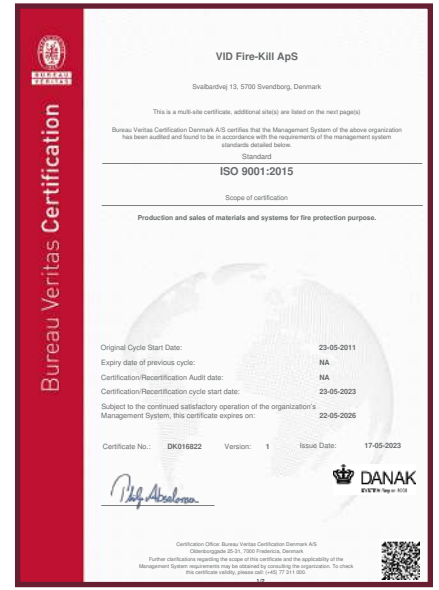 BUREAU
VERITAS
Bureau Veritas Certification
VID Fire-Kill ApS
Svalbardvej 13, 5700 Svendborg, Denmark
This is a multi-site certificate, additional site(s) are listed on the next page(s)
Bureau Veritas Certification Denmark A/S certifies that the Management System of the above organization
has been audited and found to be in accordance with the requirements of the management system
standards detailed below.
Standard
ISO 9001:2015
Scope of certification
Production and sales of materials and systems for fire protection purpose.
Original Cycle Start Date: 23-05-2011
Expiry date of previous cycle: NA
Certification/Recertification Audit date: NA
Certification/Recertification cycle start date: 23-05-2023
Subject to the continued satisfactory operation of the organization's
Management System, this certificate expires on: 22-05-2026
Certificate No.: DK016822 Version: 1 Issue Date: 17-05-2023
DANAK
Certification Office: Bureau Veritas Certification Denmark A/S
Oldenborggade 25-31, 7000 Fredericia, Denmark
Further clarifications regarding the scope of this certificate and the applicability of the
Management System requirements may be obtained by consulting the organization. To check
this certificate validity, please call: (+45) 77 311 000.
1/2